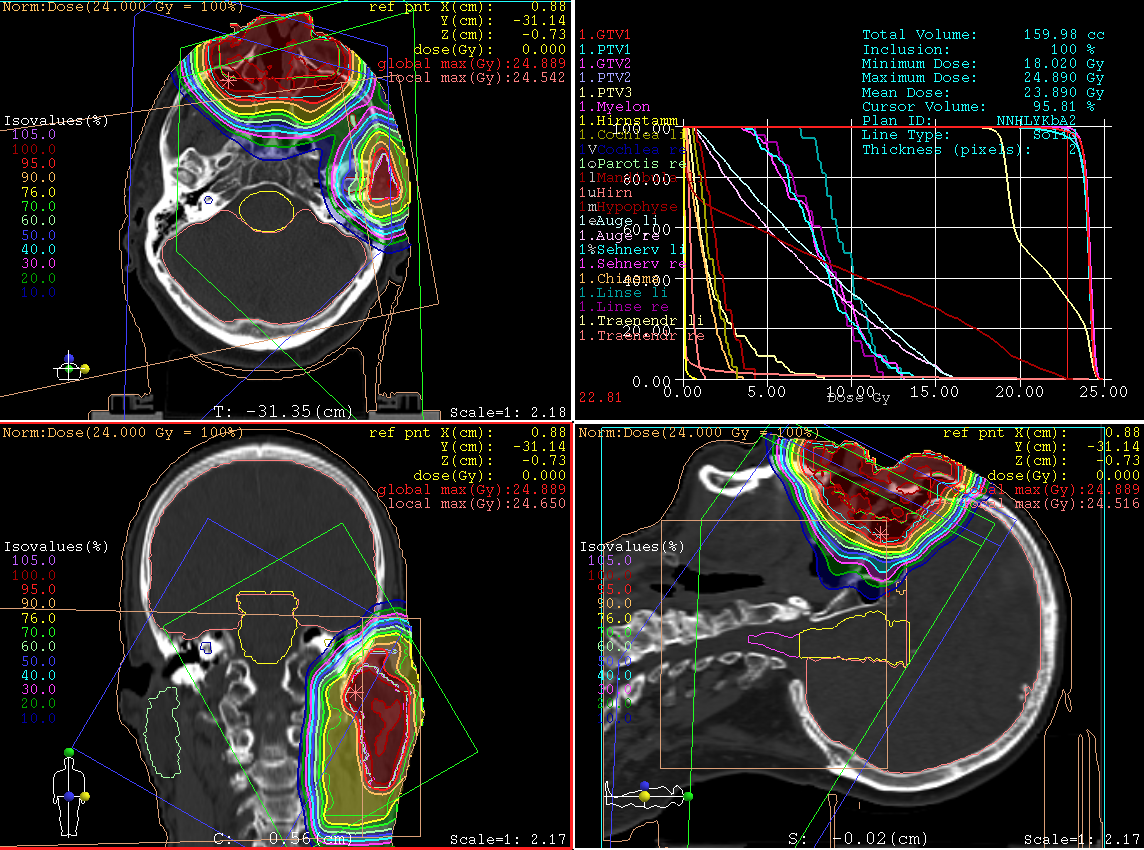 Norm:Dose(24.000 Gy = 100%)
ref pnt X(cm): 0.88
Y(cm): -31.14
Z(cm): -0.73
dose(Gy): 0.000
global max(Gy):24.889
local max(Gy):24.542
Isovalues(%)
105.0
100.0
95.0
90.0
76.0
70.0
60.0
50.0
40.0
30.0
20.0
10.0
T: -31.35(cm)
Scale=1: 2.18
1.GTV1
1.PTV1
1.GTV2
1.PTV2
1.PTV3
1.Myelon
1.Hirnstamm
Parotis re
Hirn
Hypophyse
Auge li
Auge re
Sehnerv li
1.Sehnerv re
1.Chiasma
1.Linse li
1.Linse re
1.Traenendr li
1.Traenendr re
Total Volume: 159.98 cc
Inclusion: 100 %
Minimum Dose: 18.020 Gy
Maximum Dose: 24.890 Gy
Mean Dose: 23.890 Gy
Cursor Volume: 95.81 %
Plan ID: NNHLYKbA2
Line Type: Solid
Thickness (pixels): 2
100.00
80.00
60.00
40.00
20.00
0.00
0.00 5.00 10.00 15.00 20.00 25.00
Dose Gy
22.81
Norm:Dose(24.000 Gy = 100%)
ref pnt X(cm): 0.88
Y(cm): -31.14
Z(cm): -0.73
dose(Gy): 0.000
global max(Gy):24.889
local max(Gy):24.650
Isovalues(%)
105.0
100.0
95.0
90.0
76.0
70.0
60.0
50.0
40.0
30.0
20.0
10.0
C: 0.56(cm)
Scale=1: 2.17
Norm:Dose(24.000 Gy = 100%)
ref pnt X(cm): 0.88
Y(cm): -31.14
Z(cm): -0.73
dose(Gy): 0.000
max(Gy):24.889
max(Gy):24.516
Isovalues(%)
105.0
100.0
95.0
90.0
76.0
70.0
60.0
50.0
40.0
30.0
20.0
10.0
S: -0.02(cm)
Scale=1: 2.17